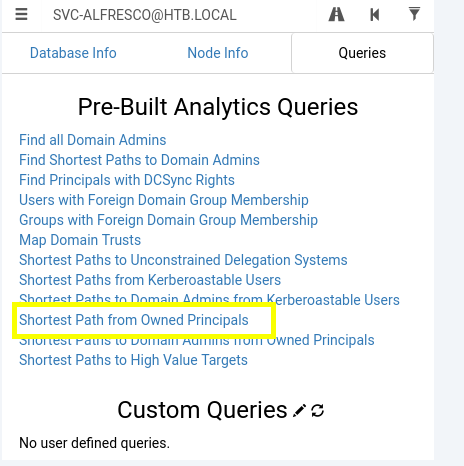 SVC-ALFRESCO@HTB.LOCAL
Database Info Node Info Queries
Pre-Built Analytics Queries
Find all Domain Admins
Find Shortest Paths to Domain Admins
Find Principals with DCSync Rights
Users with Foreign Domain Group Membership
Groups with Foreign Domain Group Membership
Map Domain Trusts
Shortest Paths to Unconstrained Delegation Systems
Shortest Paths from Kerberoastable Users
Shortest Paths to Domain Admins from Kerberoastable Users
Shortest Path from Owned Principals
Shortest Paths to Domain Admins from Owned Principals
Shortest Paths to High Value Targets
Custom Queries
No user defined queries.